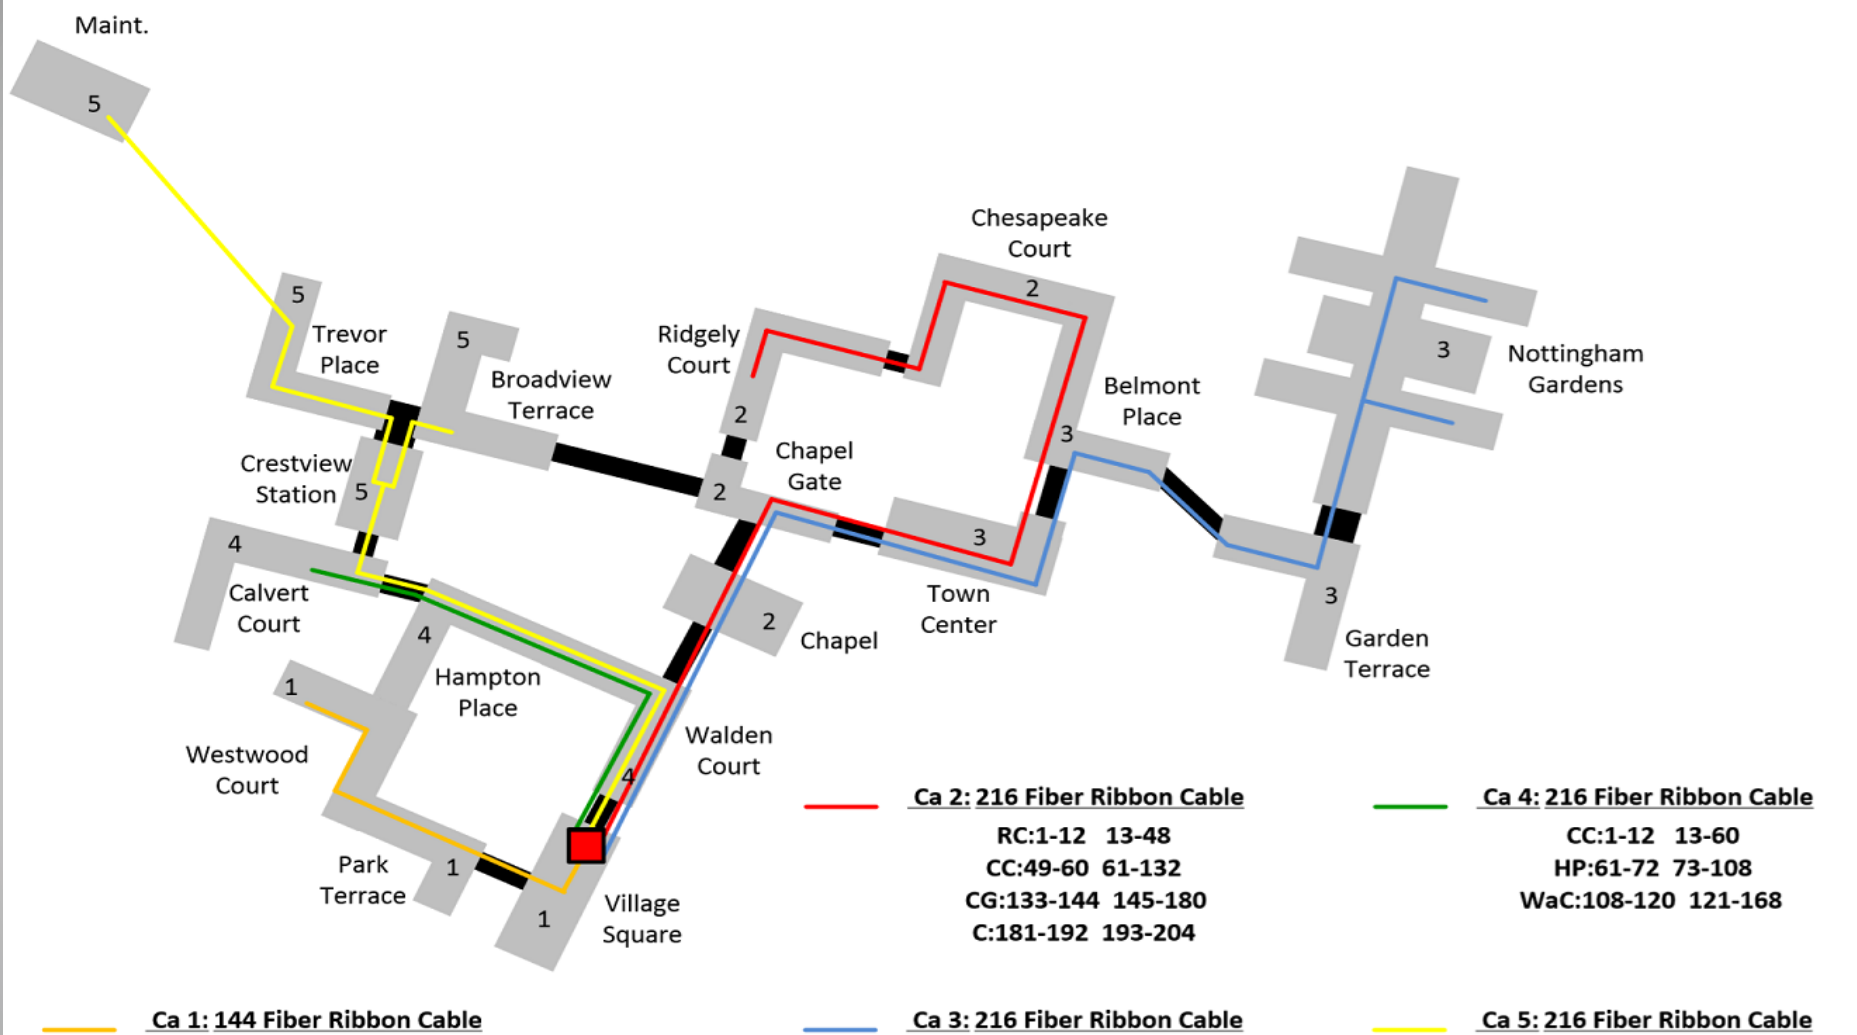 Maint.
5
Chesapeake
Court
2
5
Trevor
Place
5
Broadview
Terrace
Ridgely
Court
2
Belmont
Place
3
3
Nottingham
Gardens
Crestview
Station
5
Chapel
Gate
2
3
Town
Center
4
Calvert
Court
4
Hampton
Place
2
Chapel
3
Garden
Terrace
1
Westwood
Court
Walden
Court
4
Park
Terrace
1
Village
Square
1
Ca 2: 216 Fiber Ribbon Cable
RC:1-12 13-48
CC:49-60 61-132
CG:133-144 145-180
C:181-192 193-204
Ca 4: 216 Fiber Ribbon Cable
CC:1-12 13-60
HP:61-72 73-108
WaC:108-120 121-168
Ca 1: 144 Fiber Ribbon Cable
Ca 3: 216 Fiber Ribbon Cable
Ca 5: 216 Fiber Ribbon Cable